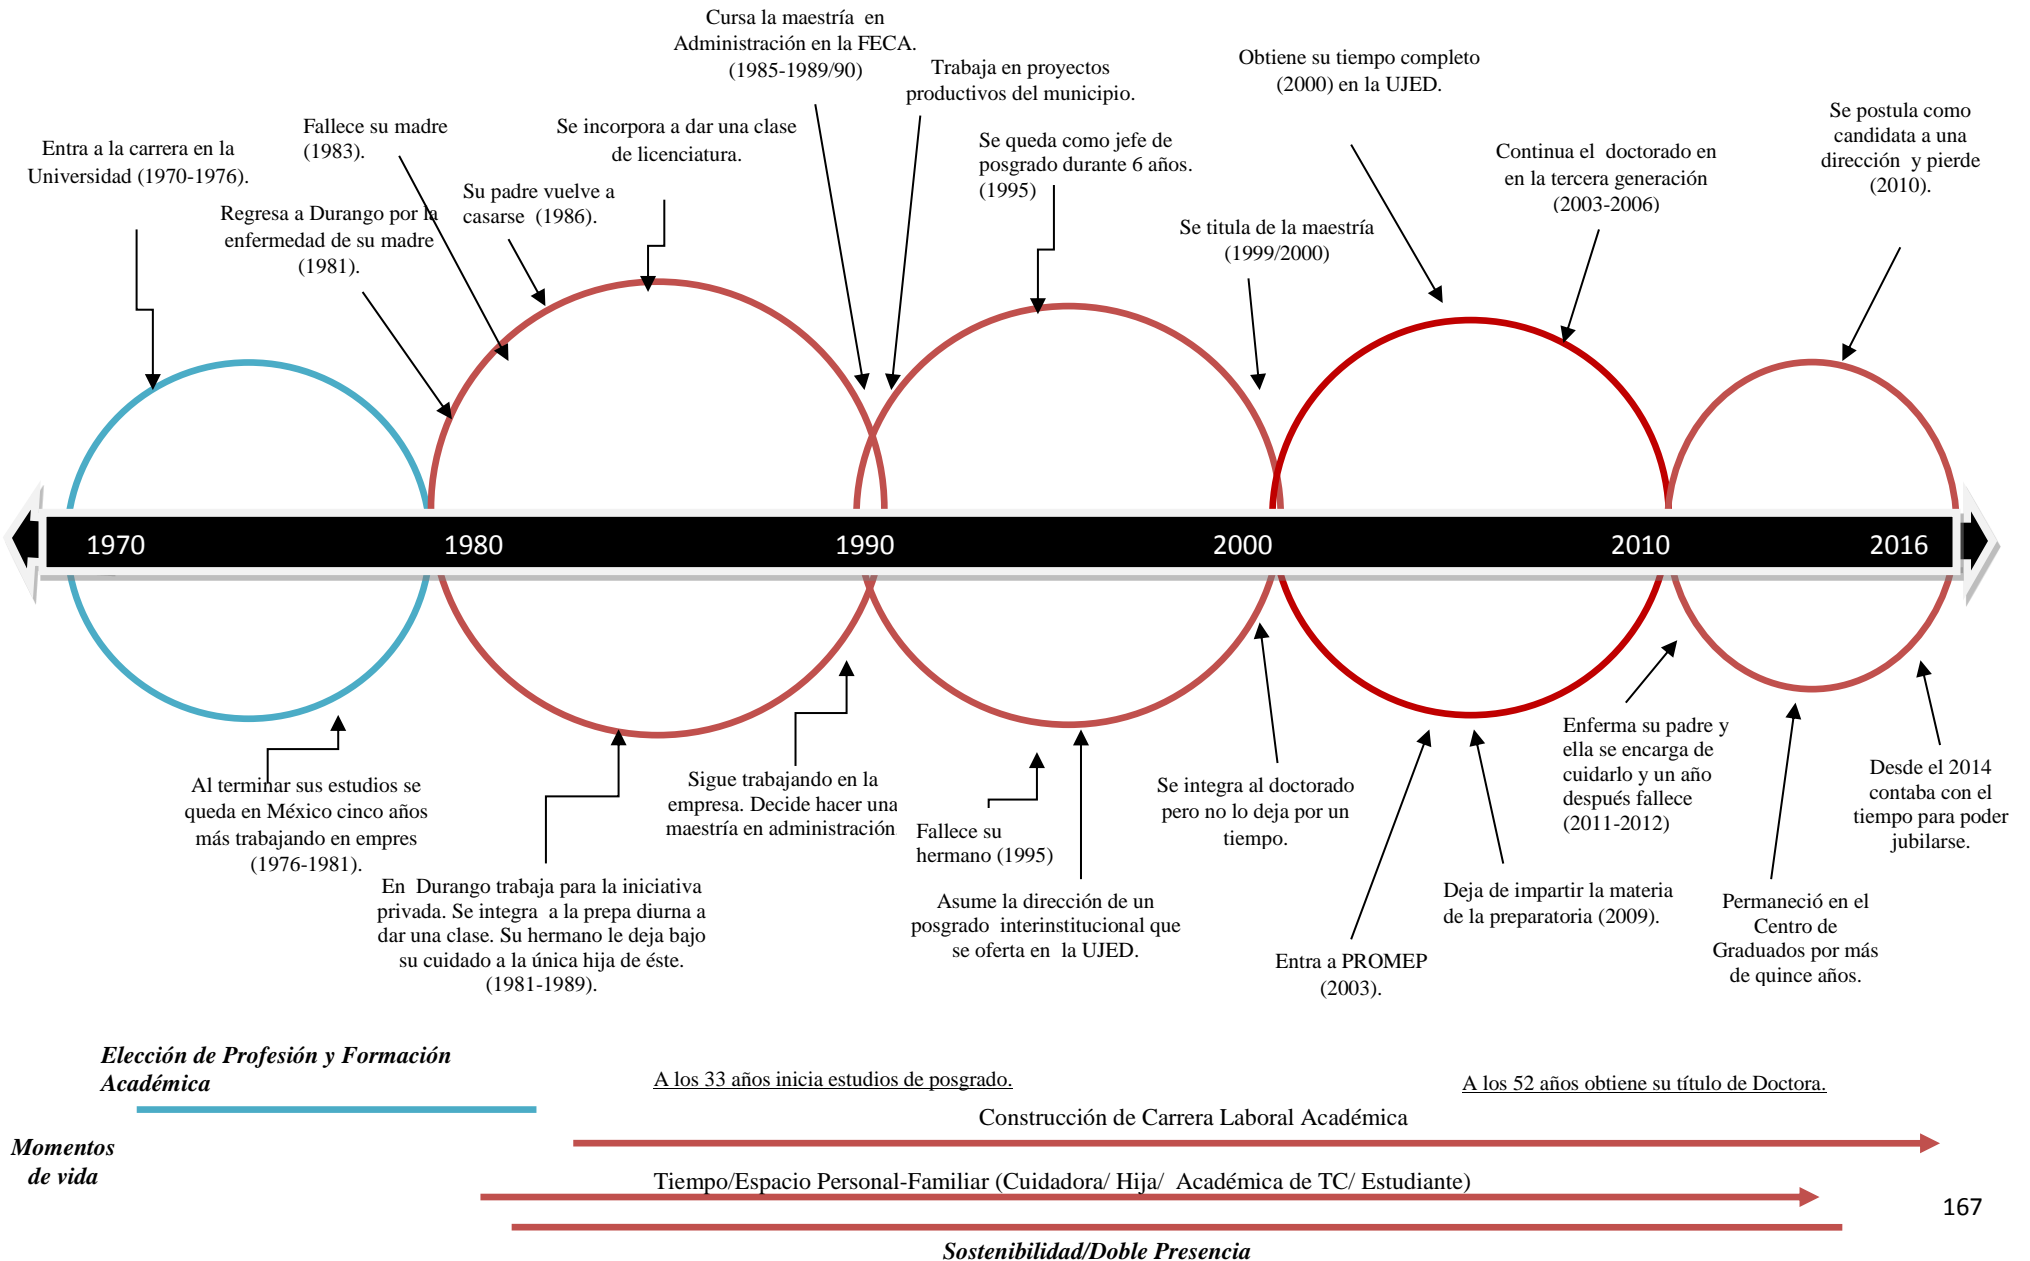 Cursa la maestría en
Administración en la FECA.
(1985-1989/90)
Trabaja en proyectos
productivos del municipio.
Obtiene su tiempo completo
(2000) en la UJED.
Se postula como
candidata a una
dirección y pierde
(2010).
Entra a la carrera en la
Universidad (1970-1976).
Fallece su madre
(1983).
Se incorpora a dar una clase
de licenciatura.
Se queda como jefe de
posgrado durante 6 años.
(1995)
Continua el doctorado en
en la tercera generación
(2003-2006)
Regresa a Durango por la
enfermedad de su madre
(1981).
Su padre vuelve a
casarse (1986).
Se titula de la maestría
(1999/2000)
1970
1980
1990
2000
2010
2016
Al terminar sus estudios se
queda en México cinco años
más trabajando en empres
(1976-1981).
En Durango trabaja para la iniciativa
privada. Se integra a la prepa diurna a
dar una clase. Su hermano le deja bajo
su cuidado a la única hija de éste.
(1981-1989).
Sigue trabajando en la
empresa. Decide hacer una
maestría en administración
Fallece su
hermano (1995)
Asume la dirección de un
posgrado interinstitucional que
se oferta en la UJED.
Se integra al doctorado
pero no lo deja por un
tiempo.
Entra a PROMEP
(2003).
Deja de impartir la materia
de la preparatoria (2009).
Enferma su padre y
ella se encarga de
cuidarlo y un año
después fallece
(2011-2012)
Permaneció en el
Centro de
Graduados por más
de quince años.
Desde el 2014
contaba con el
tiempo para poder
jubilarse.
Elección de Profesión y Formación
Académica
A los 33 años inicia estudios de posgrado.
A los 52 años obtiene su título de Doctora.
Construcción de Carrera Laboral Académica
Momentos
de vida
Tiempo/Espacio Personal-Familiar (Cuidadora/ Hija/ Académica de TC/ Estudiante)
167
Sostenibilidad/Doble Presencia